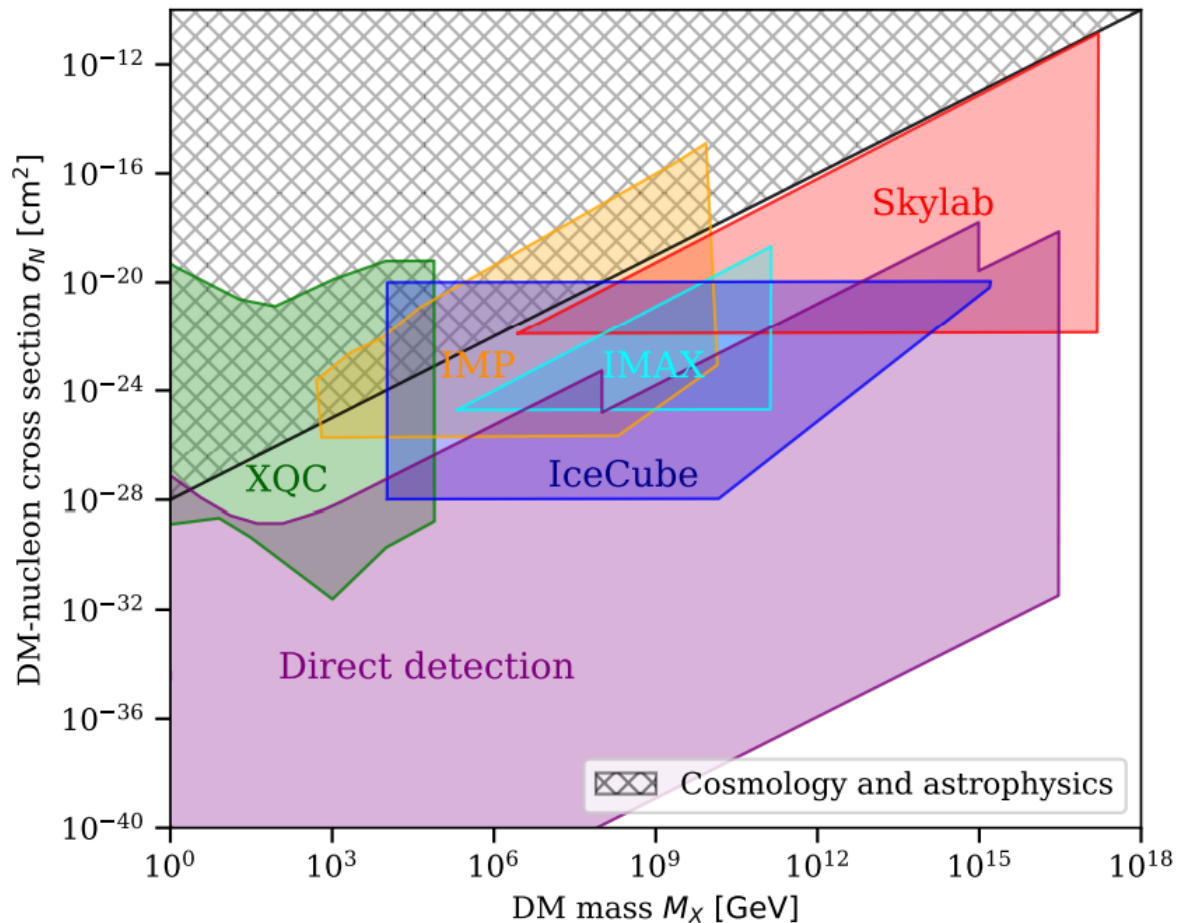 10^{-12}
10^{-16}
10^{-20}
10^{-24}
10^{-28}
10^{-32}
10^{-36}
10^{-40}
DM-nucleon cross section σ_N [cm²]
Skylab
IMP
IMAX
XQC
IceCube
Direct detection
Cosmology and astrophysics
10^0 10^3 10^6 10^9 10^{12} 10^{15} 10^{18}
DM mass M_X [GeV]